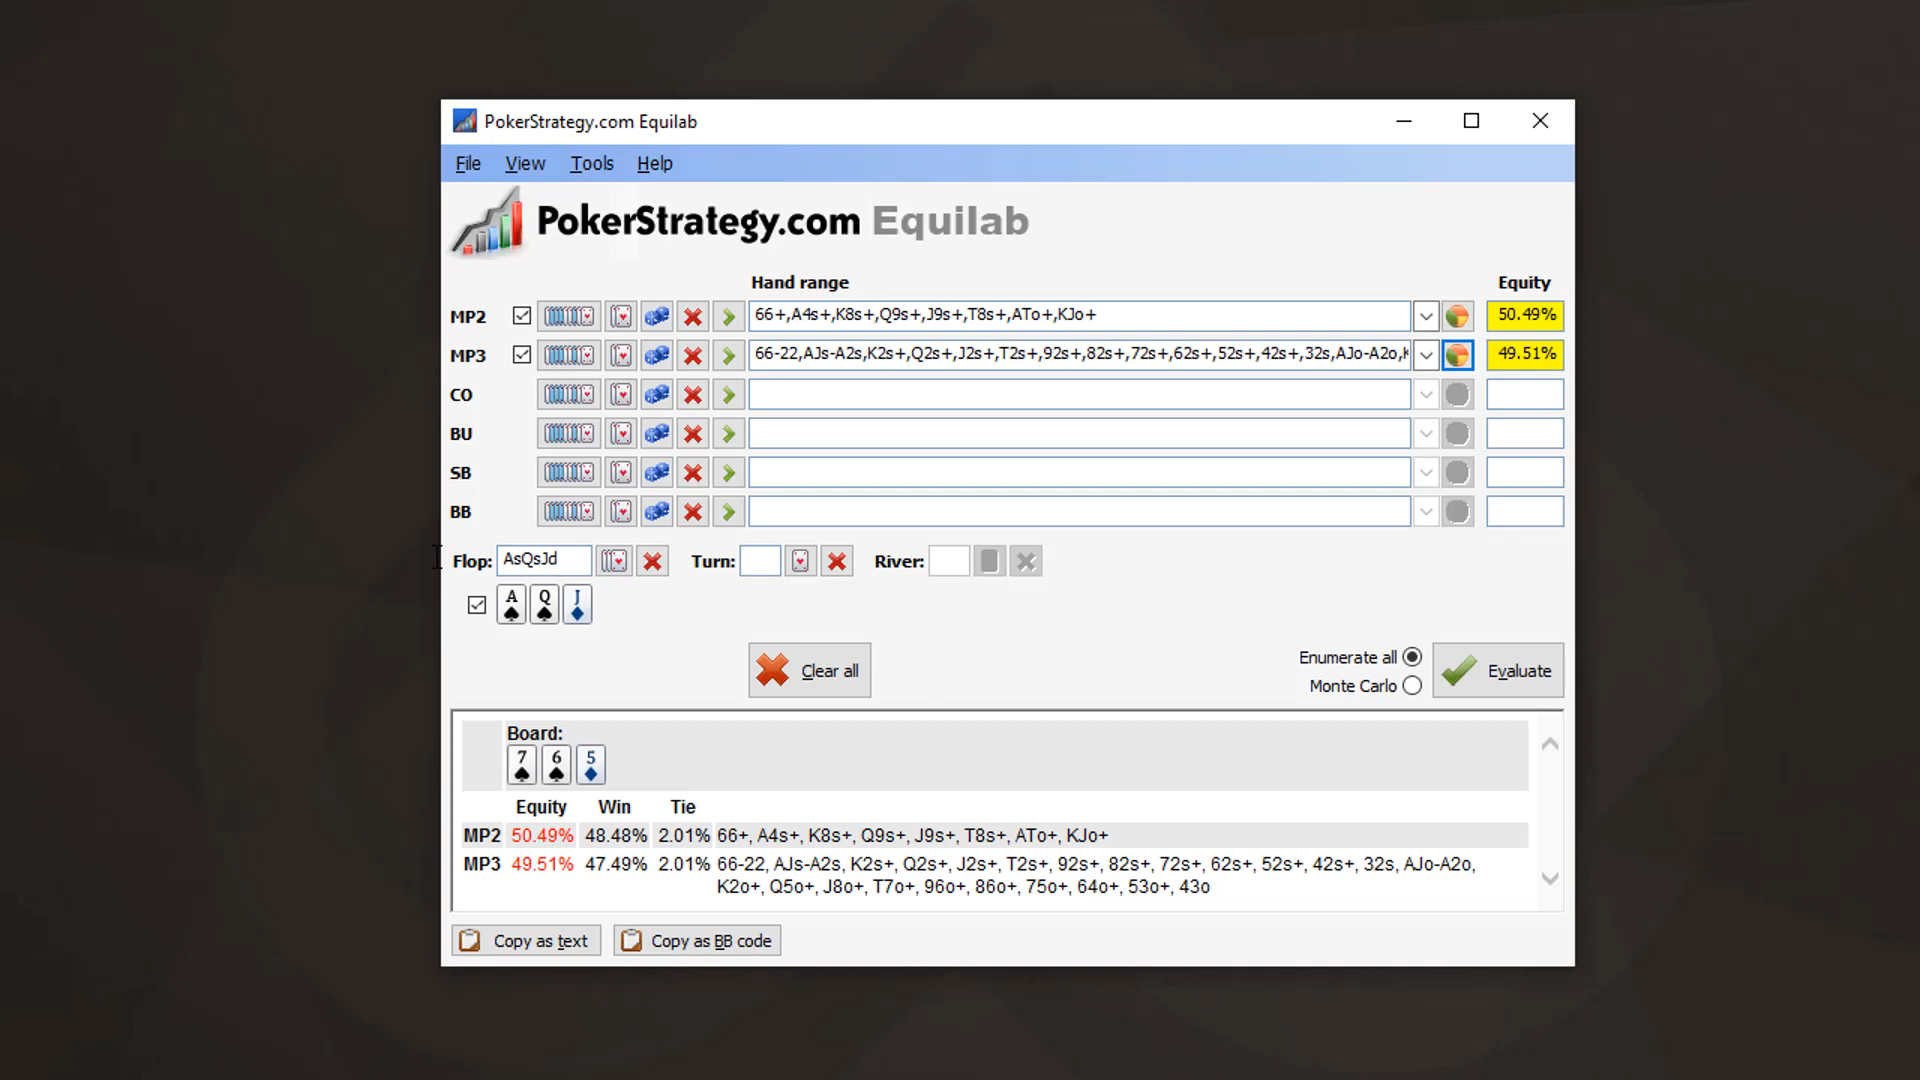 PokerStrategy.com Equilab
File View Tools Help
PokerStrategy.com Equilab
Hand range Equity
MP2 66+,A4s+,K8s+,Q9s+,J9s+,T8s+,ATo+,KJo+ 50.49%
MP3 66-22,AJs-A2s,K2s+,Q2s+,J2s+,T2s+,92s+,82s+,72s+,62s+,52s+,42s+,32s,AJo-A2o,K 49.51%
CO
BU
SB
BB
Flop: AsQsJd Turn: River:
A Q J
Enumerate all
Clear all Evaluate
Monte Carlo
Board:
7 6 5
Equity Win Tie
MP2 50.49% 48.48% 2.01% 66+, A4s+, K8s+, Q9s+, J9s+, T8s+, ATo+, KJo+
MP3 49.51% 47.49% 2.01% 66-22, AJs-A2s, K2s+, Q2s+, J2s+, T2s+, 92s+, 82s+, 72s+, 62s+, 52s+, 42s+, 32s, AJo-A2o,
K2o+, Q5o+, J8o+, T7o+, 96o+, 86o+, 75o+, 64o+, 53o+, 43o
Copy as text Copy as BB code